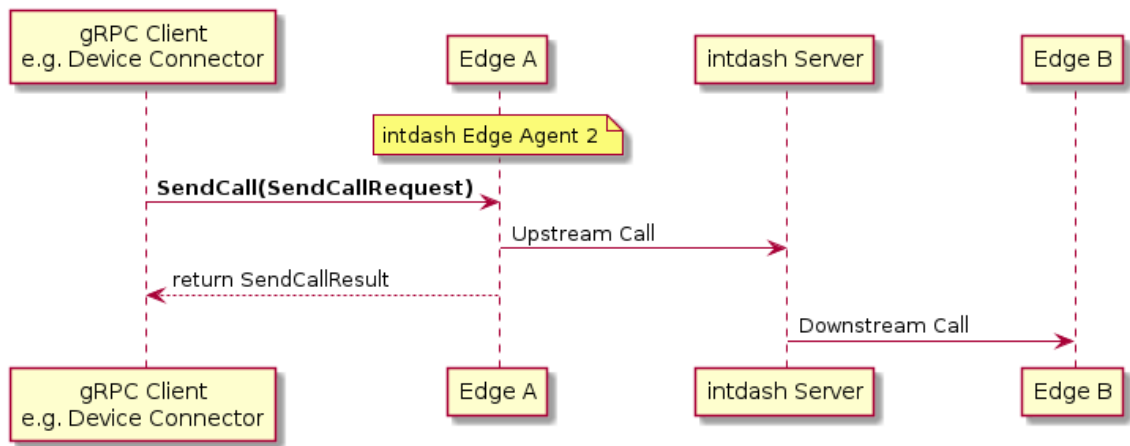 gRPC Client
e.g. Device Connector
Edge A
intdash Server
Edge B
intdash Edge Agent 2
SendCall(SendCallRequest)
Upstream Call
return SendCallResult
Downstream Call
gRPC Client
e.g. Device Connector
Edge A
intdash Server
Edge B